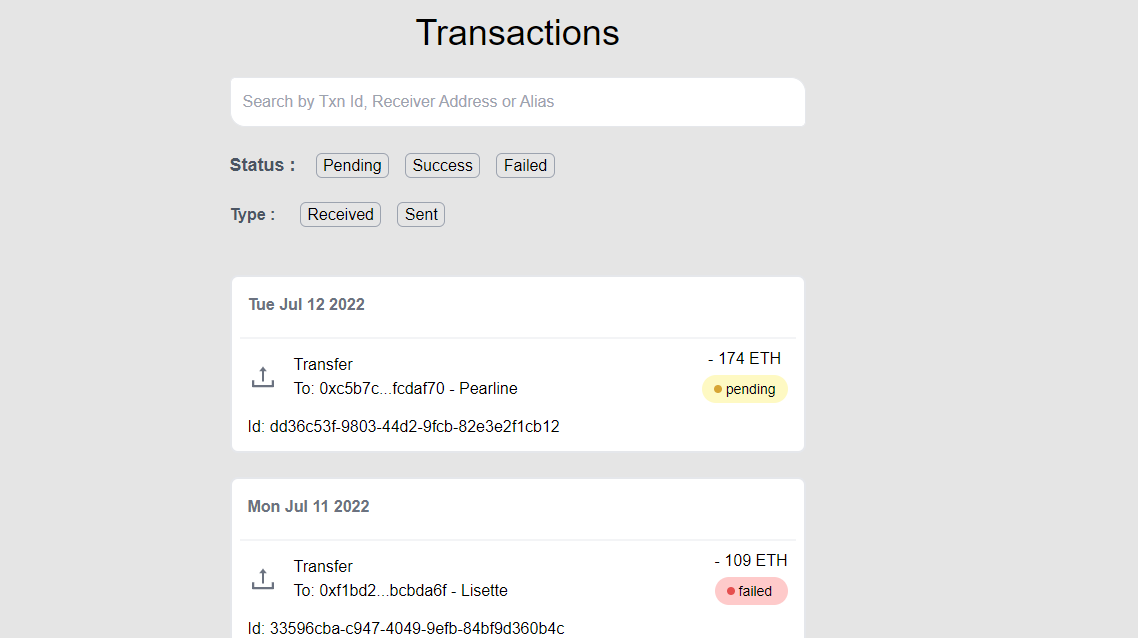 Transactions
Search by Txn Id, Receiver Address or Alias
Status : Pending Success Failed
Type : Received Sent
Tue Jul 12 2022
Transfer - 174 ETH
To: 0xc5b7c...fcdaf70 - Pearline pending
Id: dd36c53f-9803-44d2-9fcb-82e3e2f1cb12
Mon Jul 11 2022
Transfer - 109 ETH
To: 0xf1bd2...bcbda6f - Lisette failed
Id: 33596cba-c947-4049-9efb-84bf9d360b4c